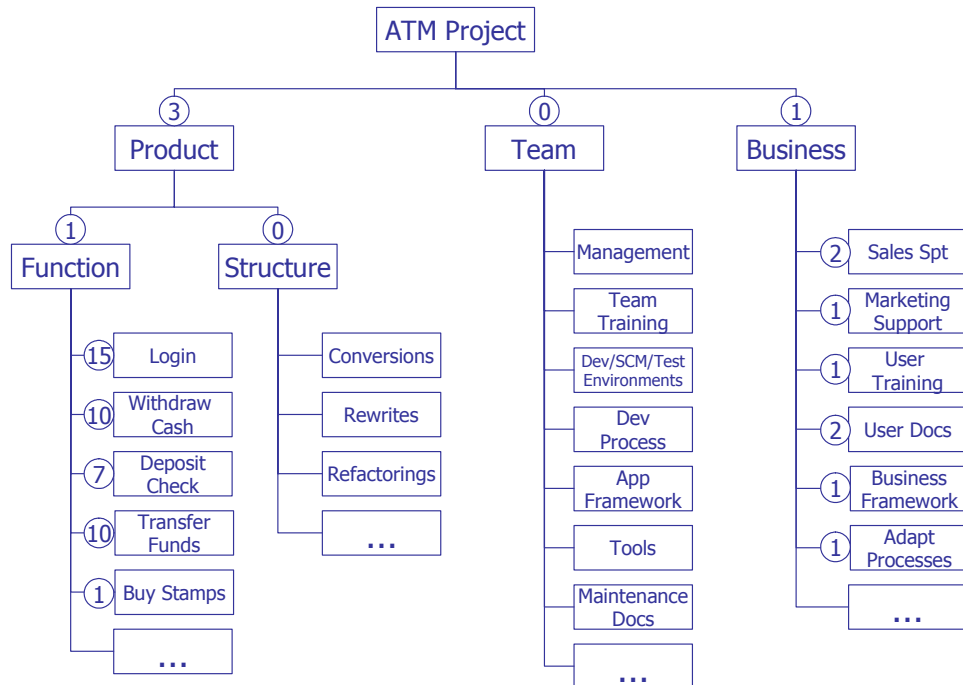 ATM Project
3
0
1
Product
Team
Business
1
0
Function
Structure
Management
2
Sales Spt
Team
Training
1
Marketing
Support
15
Login
Conversions
Dev/SCM/Test
Environments
1
User
Training
10
Withdraw
Cash
Rewrites
Dev
Process
2
User Docs
7
Deposit
Check
Refactorings
App
Framework
1
Business
Framework
10
Transfer
Funds
...
Tools
1
Adapt
Processes
1
Buy Stamps
Maintenance
Docs
...
...
...